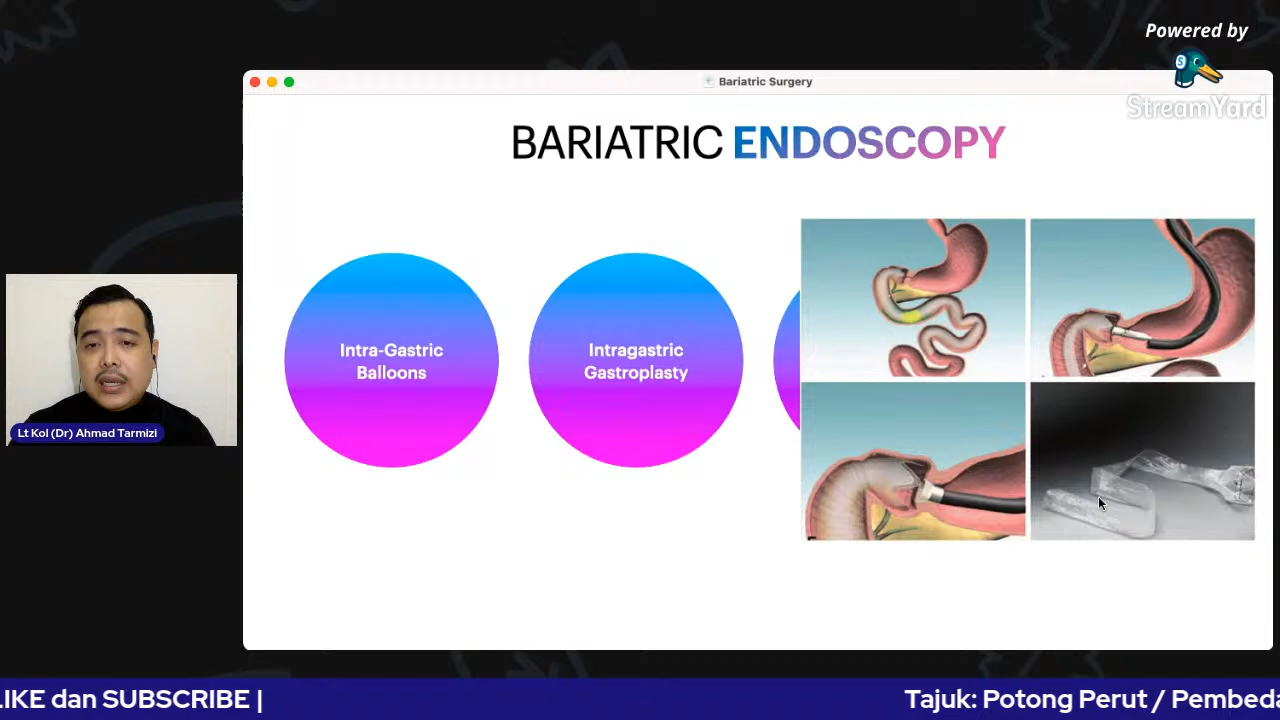 Powered by
StreamYard
Bariatric Surgery
BARIATRIC ENDOSCOPY
Intra-Gastric
Balloons
Intragastric
Gastroplasty
Lt Kol (Dr) Ahmad Tarmizi
LIKE dan SUBSCRIBE |
Tajuk: Potong Perut / Pembeda